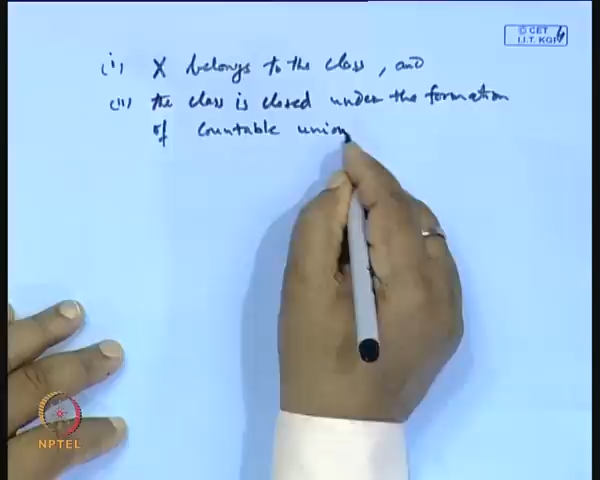 © CET
I.I.T. KGP
(i) X belongs to the class, and
(ii) the class is closed under the formation
of countable union
NPTEL